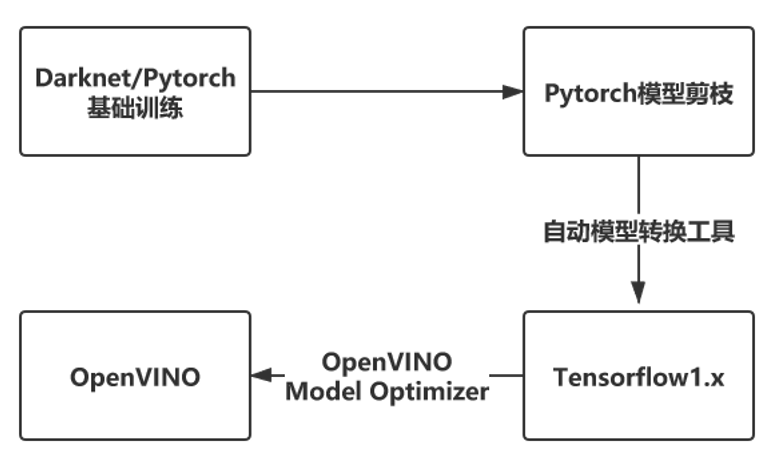 Darknet/Pytorch
基础训练
Pytorch模型剪枝
自动模型转换工具
Tensorflow1.x
OpenVINO
Model Optimizer
OpenVINO